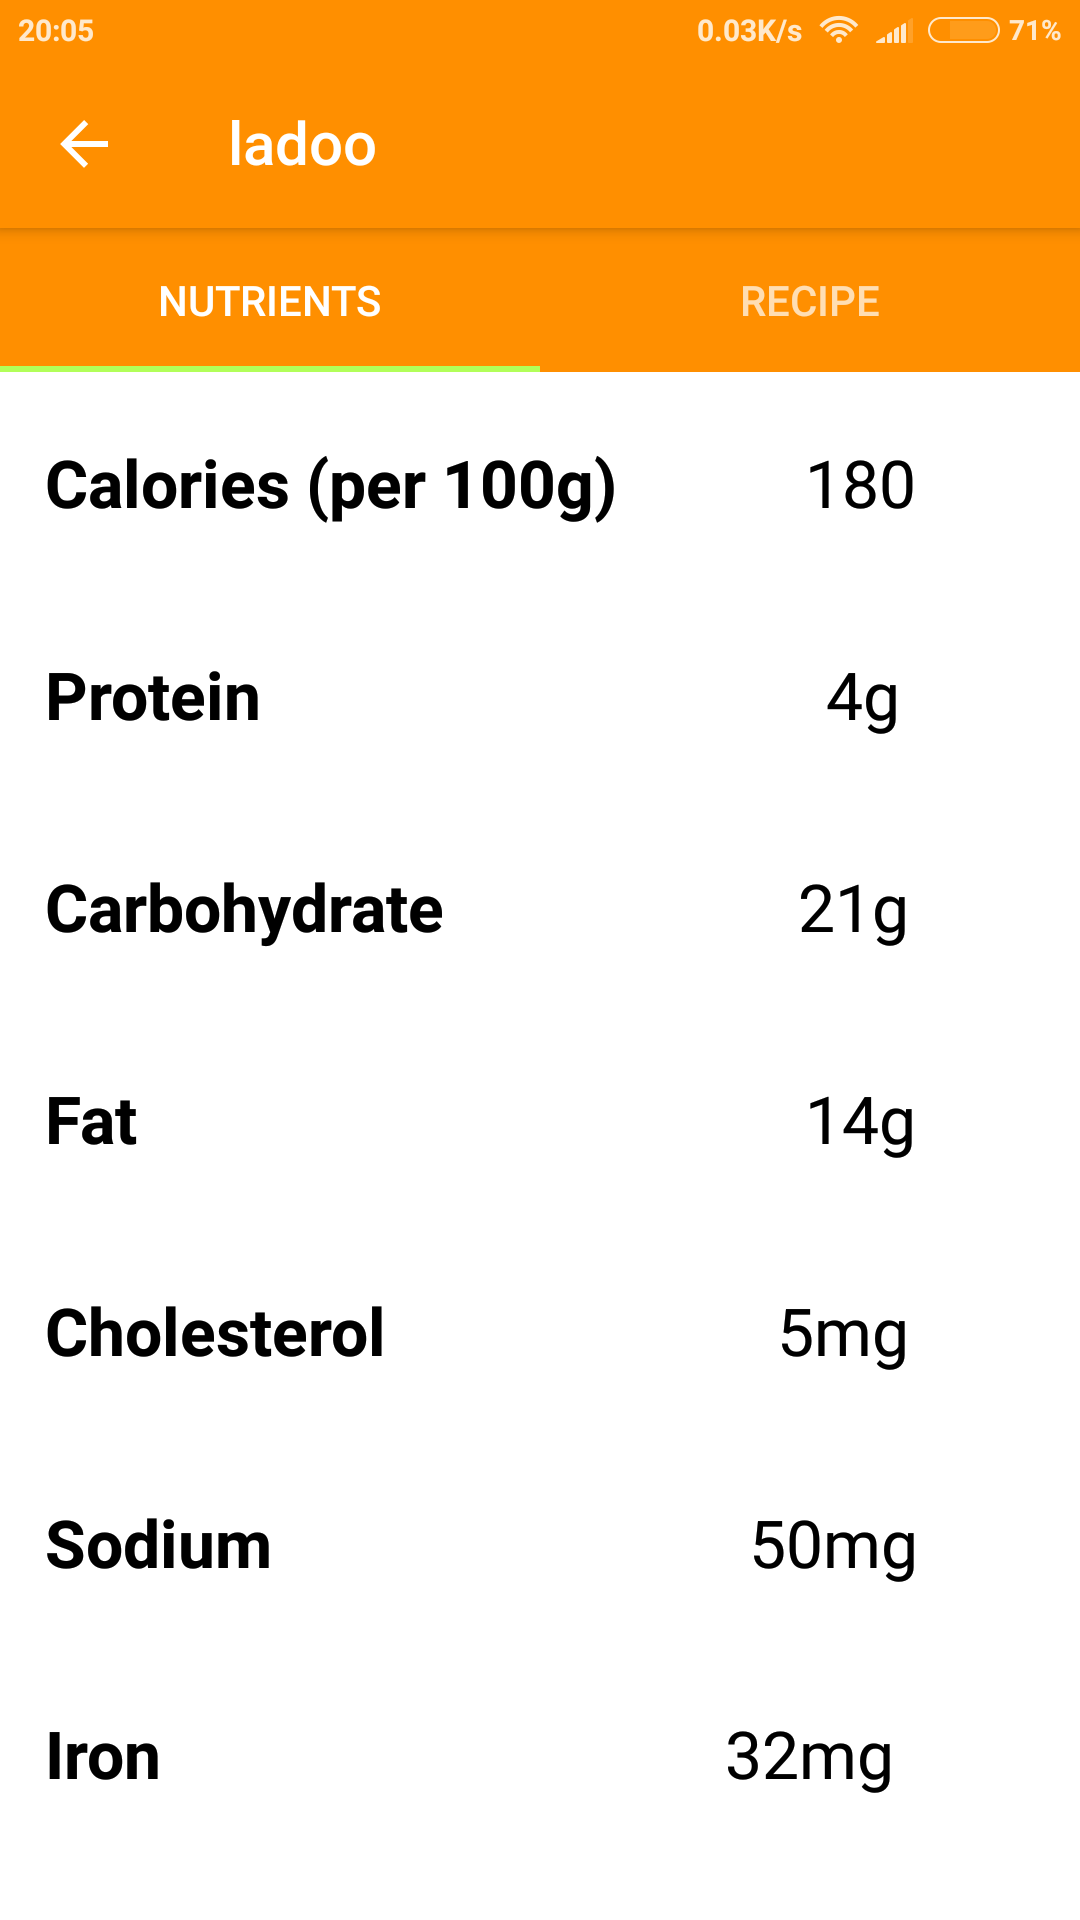 20:05 0.03K/s 71%
ladoo
NUTRIENTS RECIPE
Calories (per 100g) 180
Protein 4g
Carbohydrate 21g
Fat 14g
Cholesterol 5mg
Sodium 50mg
Iron 32mg